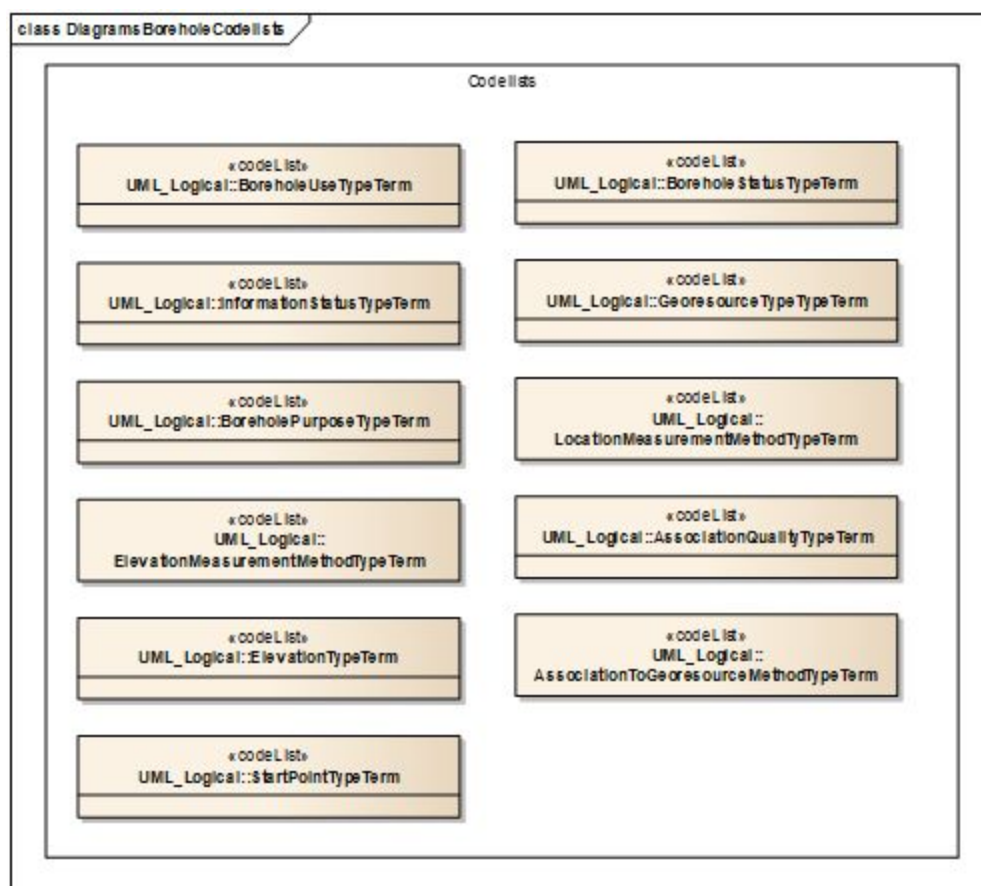 class DiagramsBoreholeCodelists
Codelists
«codeList»
UML_Logical::BoreholeUseTypeTerm
«codeList»
UML_Logical::BoreholeStatusTypeTerm
«codeList»
UML_Logical::InformationStatusTypeTerm
«codeList»
UML_Logical::GeoresourceTypeTypeTerm
«codeList»
UML_Logical::BoreholePurposeTypeTerm
«codeList»
UML_Logical::
LocationMeasurementMethodTypeTerm
«codeList»
UML_Logical::
ElevationMeasurementMethodTypeTerm
«codeList»
UML_Logical::AssociationQualityTypeTerm
«codeList»
UML_Logical::ElevationTypeTerm
«codeList»
UML_Logical::
AssociationToGeoresourceMethodTypeTerm
«codeList»
UML_Logical::StartPointTypeTerm